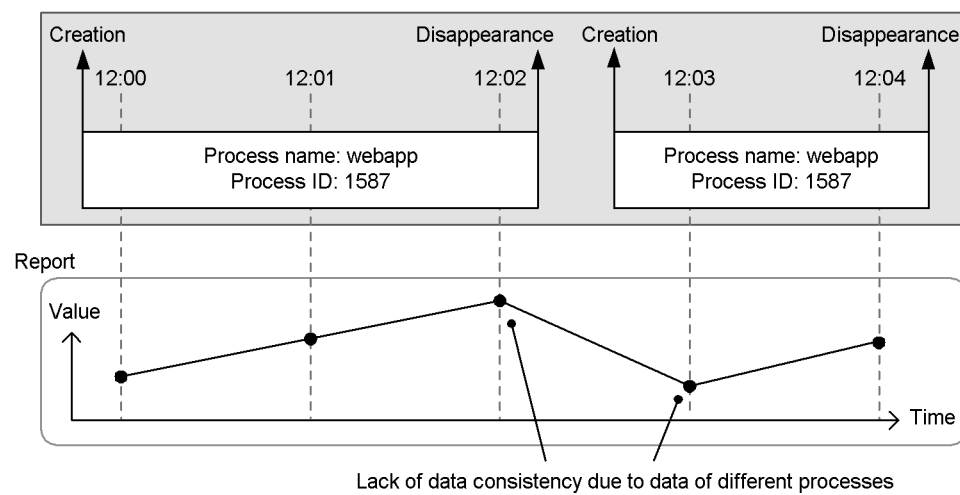 Creation
Disappearance
Creation
Disappearance
12:00
12:01
12:02
12:03
12:04
Process name: webapp
Process ID: 1587
Process name: webapp
Process ID: 1587
Report
Value
Time
Lack of data consistency due to data of different processes